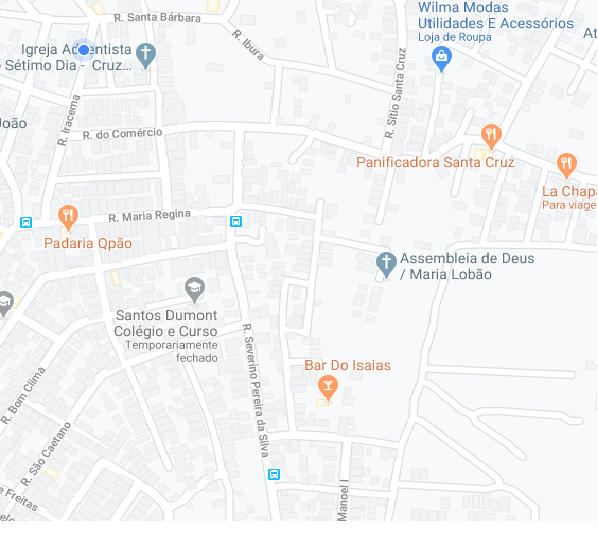 Wilma Modas
Utilidades E Acessórios
Loja de Roupa
R. Santa Bárbara
R. Ibura
At
Igreja Adventista
o Sétimo Dia - Cruz...
R. Sítio Santa Cruz
João
R. Iracema
R. do Comércio
Panificadora Santa Cruz
La Chapa
Para viage
R. Maria Regina
Padaria Qpão
Assembleia de Deus
/ Maria Lobão
Santos Dumont
Colégio e Curso
Temporariamente
fechado
R. Severino Pereira da Silva
Bar Do Isaias
R. Bom Clima
R. São Caetano
e Freitas
Manoel I